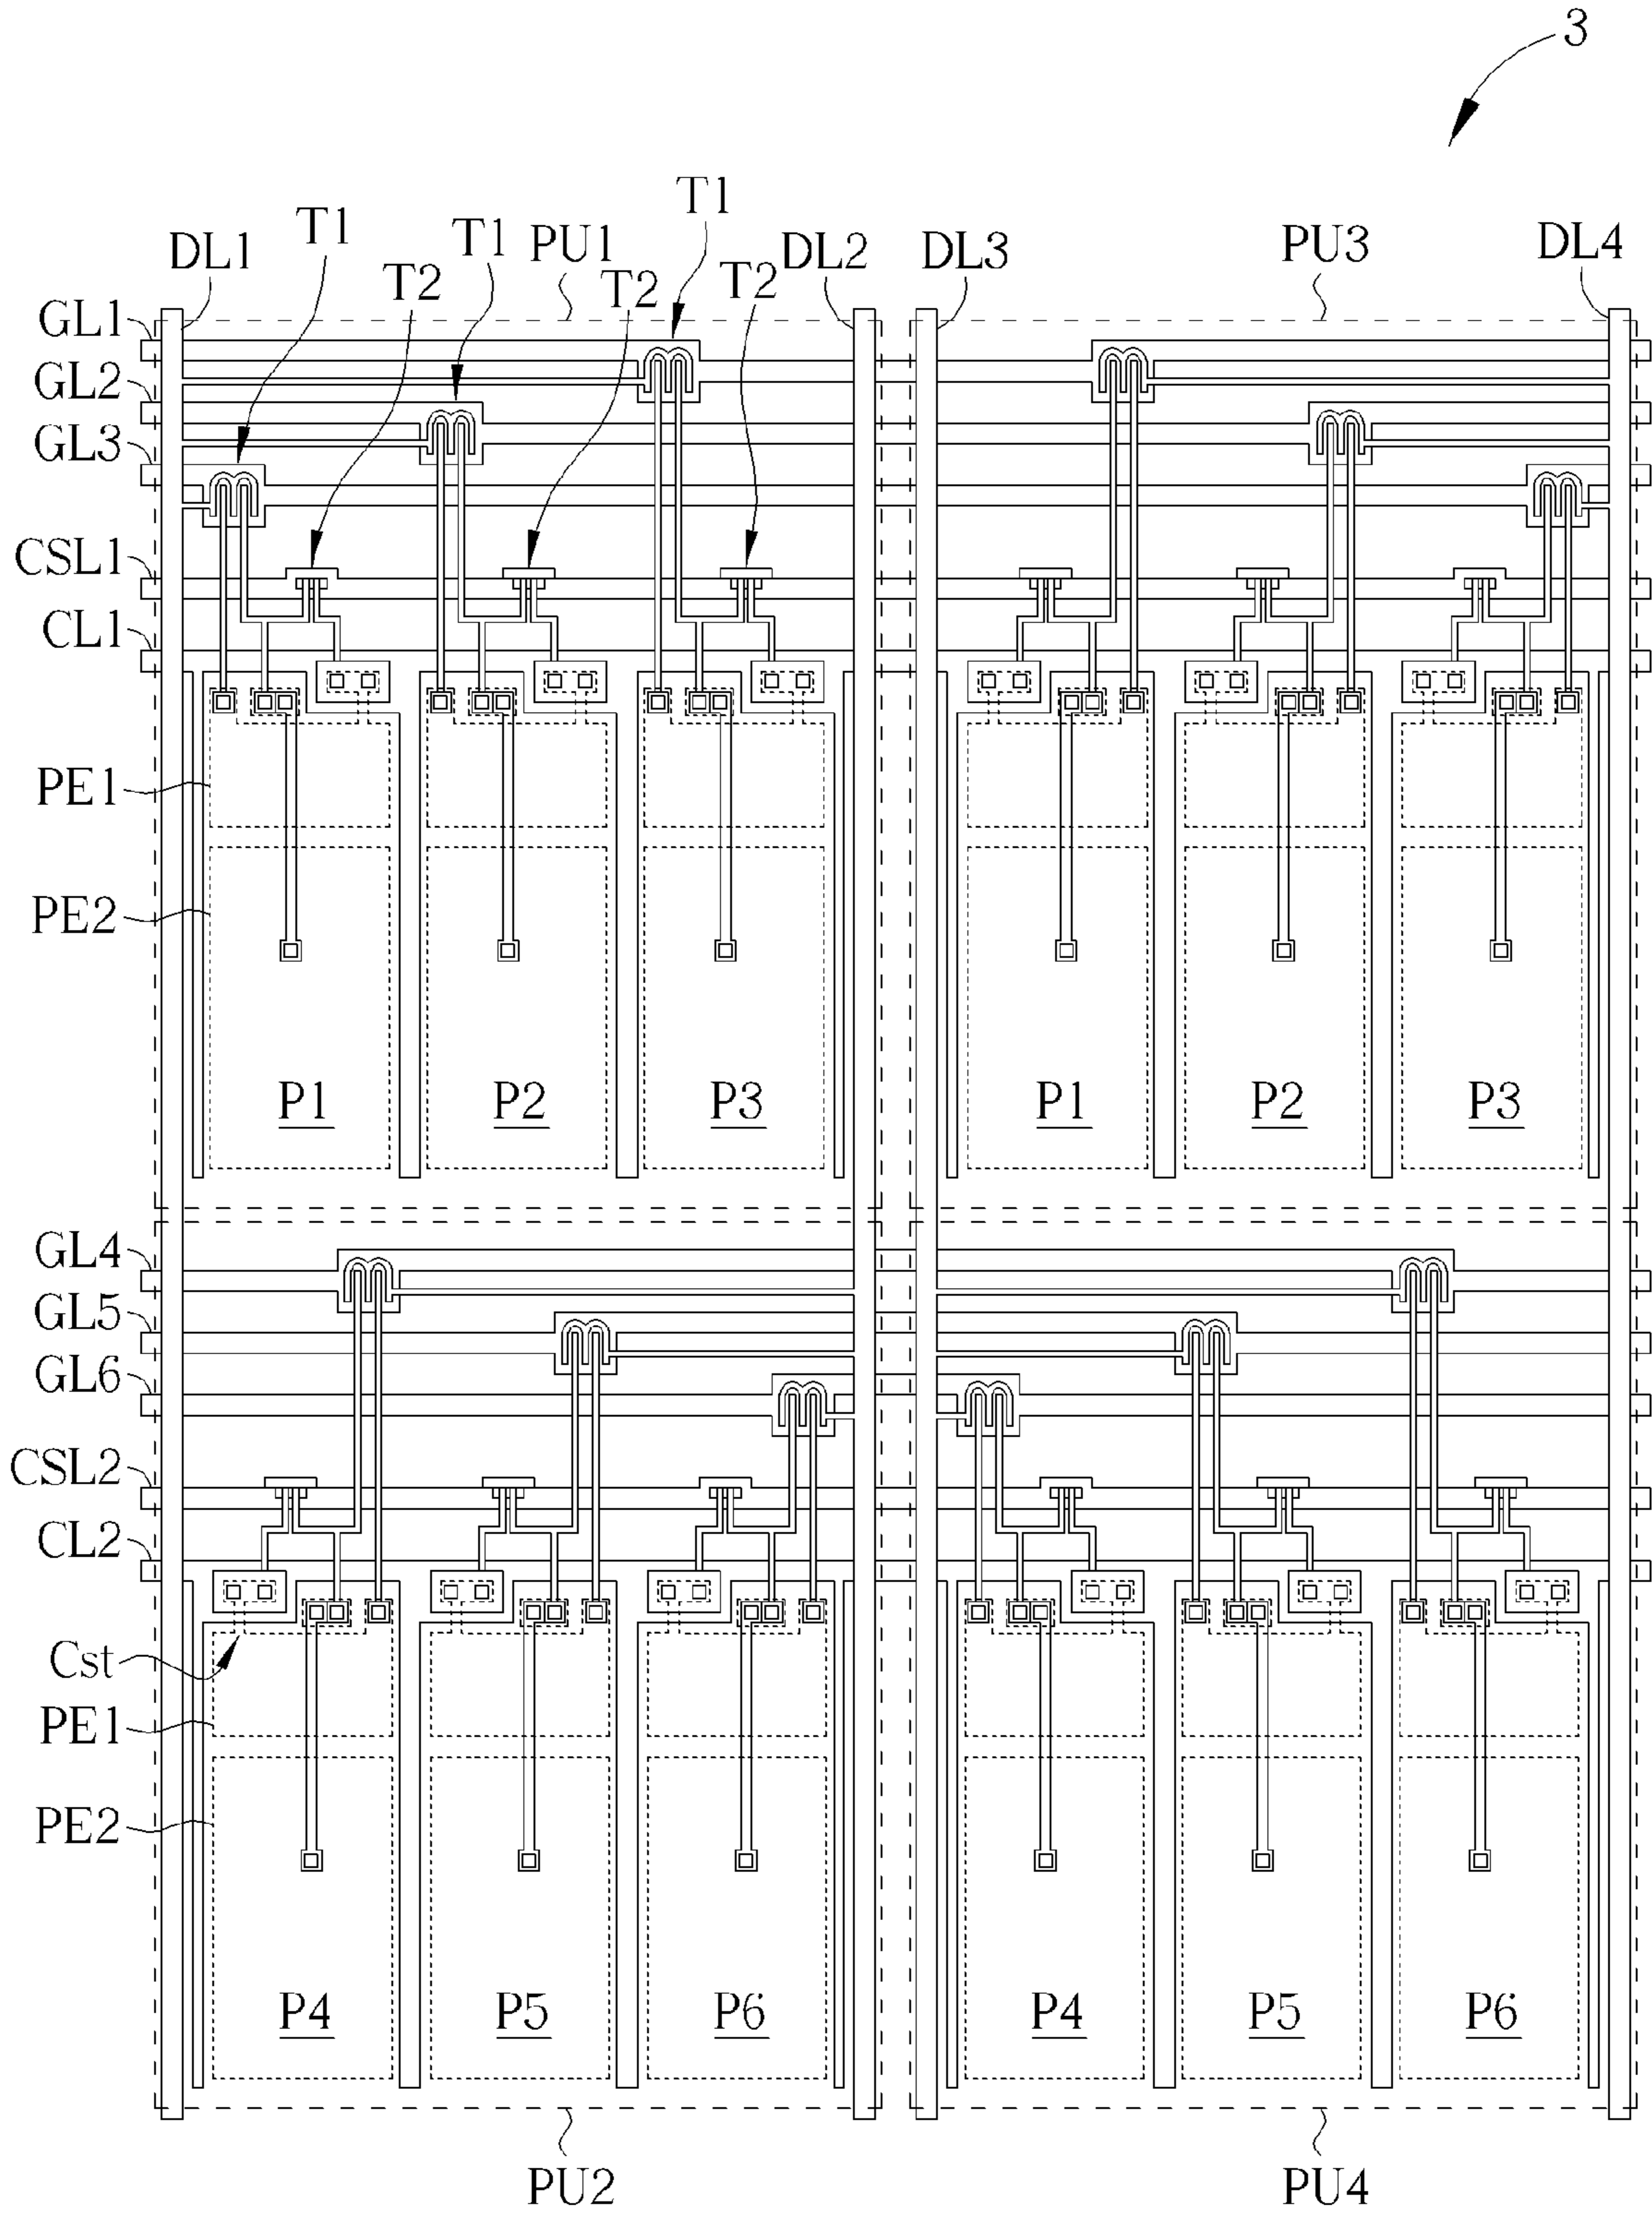 3
T1
T1
T1
DL1
T2
PU1
T2
DL2
T2
DL3
PU3
DL4
GL1
GL2
GL3
CSL1
CL1
PE1
PE2
P1 P2 P3 P1 P2 P3
GL4
GL5
GL6
CSL2
CL2
Cst
PE1
PE2
P4 P5 P6 P4 P5 P6
PU2 PU4